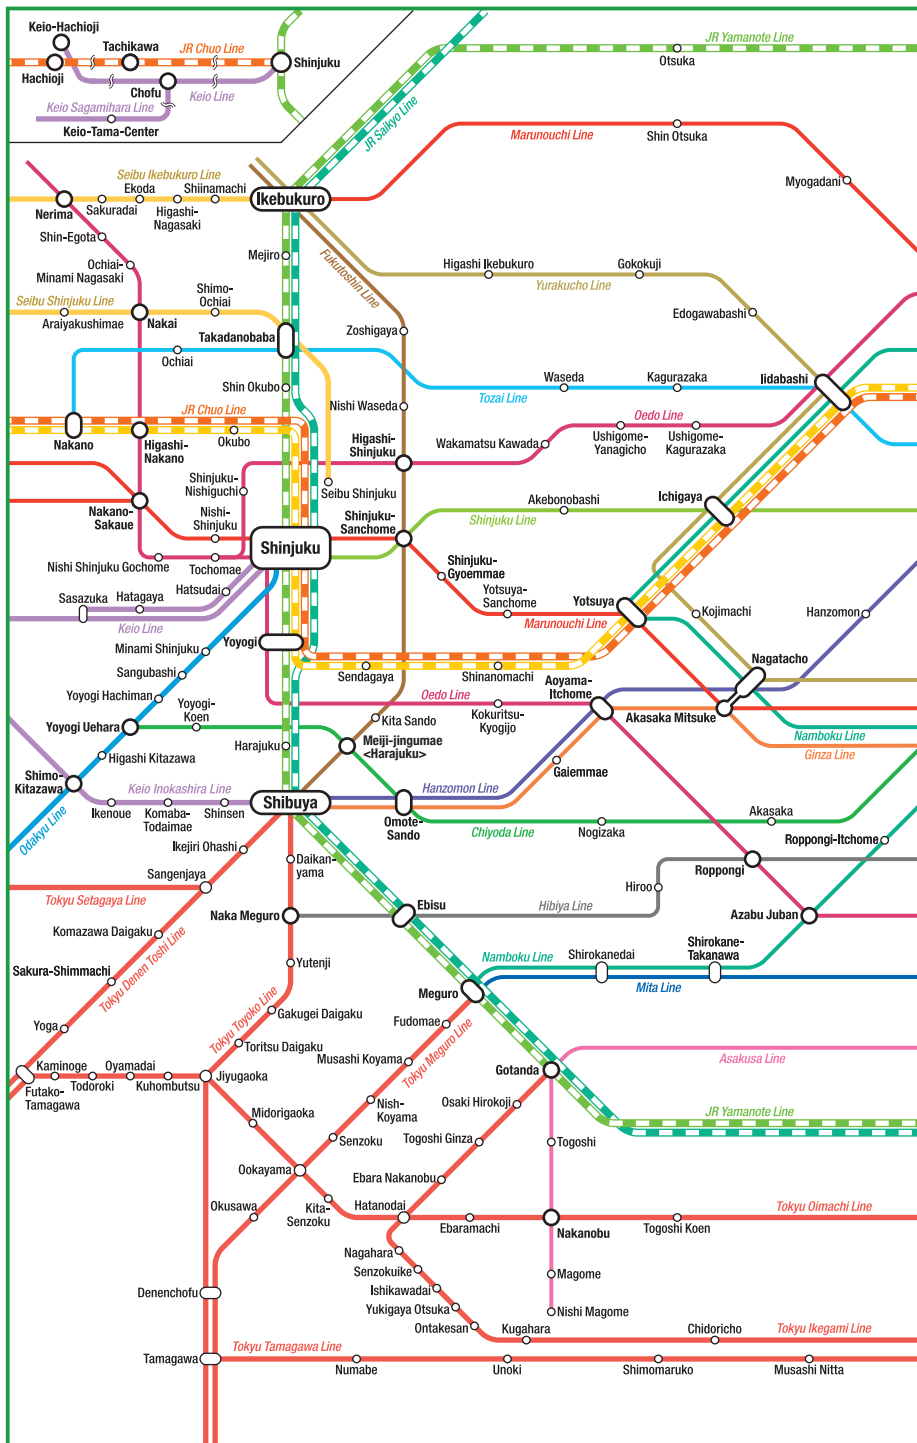 Keio-Hachioji
Tachikawa
JR Chuo Line
Hachioji
Shinjuku
Chofu
Keio Line
Keio Sagamihara Line
Keio-Tama-Center
JR Yamante Line
Otsuka
JR Saikyo Line
Marunouchi Line
Shin Otsuka
Myogadani
Seibu Ikebukuro Line
Ekoda
Shiinamachi
Ikebukuro
Nerima
Sakuradai
Higashi-
Nagasaki
Shin-Egota
Ochiai-
Minami Nagasaki
Mejiro
Fukutoshin Line
Higashi Ikebukuro
Gokokuji
Yurakucho Line
Seibu Shinjuku Line
Shimo-
Ochiai
Araiyakushimae
Nakai
Edogawabashi
Takadanobaba
Zoshigaya
Ochiai
Iidabashi
Shin Okubo
Waseda
Kagurazaka
Tozai Line
Nishi Waseda
JR Chuo Line
Oedo Line
Nakano
Higashi-
Nakano
Okubo
Higashi-
Shinjuku
Wakamatsu Kawada
Ushigome-
Yanagicho
Ushigome-
Kagurazaka
Shinjuku-
Nishiguchi
Seibu Shinjuku
Nakano-
Sakaue
Nishi-
Shinjuku
Shinjuku-
Sanchome
Akebonobashi
Ichigaya
Shinjuku Line
Shinjuku
Nishi Shinjuku Gochome
Tochomae
Shinjuku-
Gyoemmae
Hatsudai
Sasazuka
Hatagaya
Yotsuya-
Sanchome
Yotsuya
Kojimachi
Hanzomon
Marunouchi Line
Keio Line
Yoyogi
Minami Shinjuku
Sangubashi
Sendagaya
Shinanomachi
Nagatacho
Aoyama-
Itchome
Yoyogi Hachiman
Yoyogi-
Koen
Oedo Line
Kokuritsu-
Kyogijo
Akasaka Mitsuke
Yoyogi Uehara
Kita Sando
Namboku Line
Harajuku
Meiji-jingumae
<Harajuku>
Ginza Line
Higashi Kitazawa
Gaiemmae
Shimo-
Kitazawa
Keio Inokashira Line
Shibuya
Hanzomon Line
Ikenoue
Komaba-
Todaimae
Shinsen
Omote-
Sando
Akasaka
Chiyoda Line
Nogizaka
Odakyu Line
Ikejiri Ohashi
Roppongi-Itchome
Daikan-
yama
Sangenjaya
Roppongi
Hiroo
Tokyu Setagaya Line
Naka Meguro
Ebisu
Hibiya Line
Azabu Juban
Komazawa Daigaku
Tokyu Denen Toshi Line
Sakura-Shimmachi
Yutenji
Namboku Line
Shirokanedai
Shirokane-
Takanawa
Meguro
Mita Line
Tokyu Toyoko Line
Gakugei Daigaku
Yoga
Fudomae
Toritsu Daigaku
Tokyu Meguro Line
Musashi Koyama
Asakusa Line
Kaminoge
Oyamadai
Gotanda
Futako-
Tamagawa
Todoroki
Kuhombutsu
Jiyugaoka
Nish-
Koyama
Osaki Hirokoji
JR Yamanote Line
Midorigaoka
Senzoku
Togoshi Ginza
Togoshi
Ookayama
Ebara Nakanobu
Okusawa
Kita-
Senzoku
Hatanodai
Ebaramachi
Nakanobu
Togoshi Koen
Tokyu Oimachi Line
Nagahara
Senzokuike
Magome
Ishikawadai
Denenchofu
Yukigaya Otsuka
Nishi Magome
Ontakesan
Kugahara
Chidoricho
Tokyu Ikegami Line
Tokyu Tamagawa Line
Tamagawa
Numabe
Unoki
Shimomaruko
Musashi Nitta